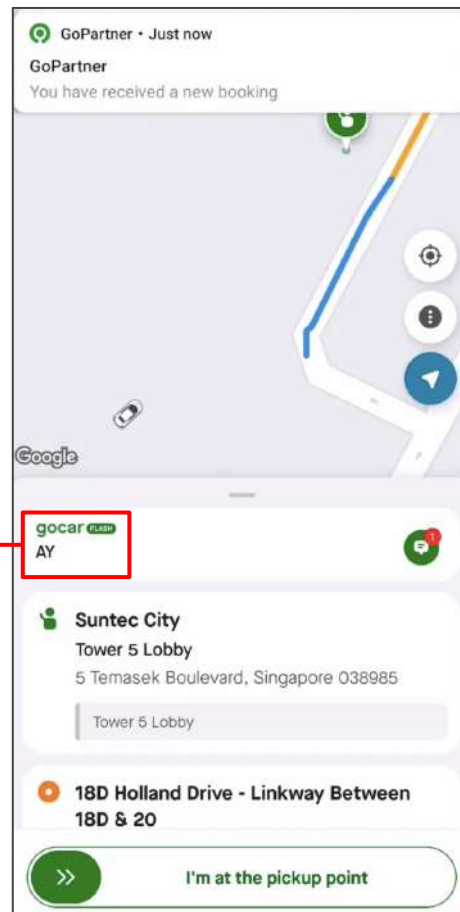 GoPartner • Just now
GoPartner
You have received a new booking
Google
gocar FLASH
AY
1
Suntec City
Tower 5 Lobby
5 Temasek Boulevard, Singapore 038985
Tower 5 Lobby
18D Holland Drive - Linkway Between
18D & 20
I'm at the pickup point